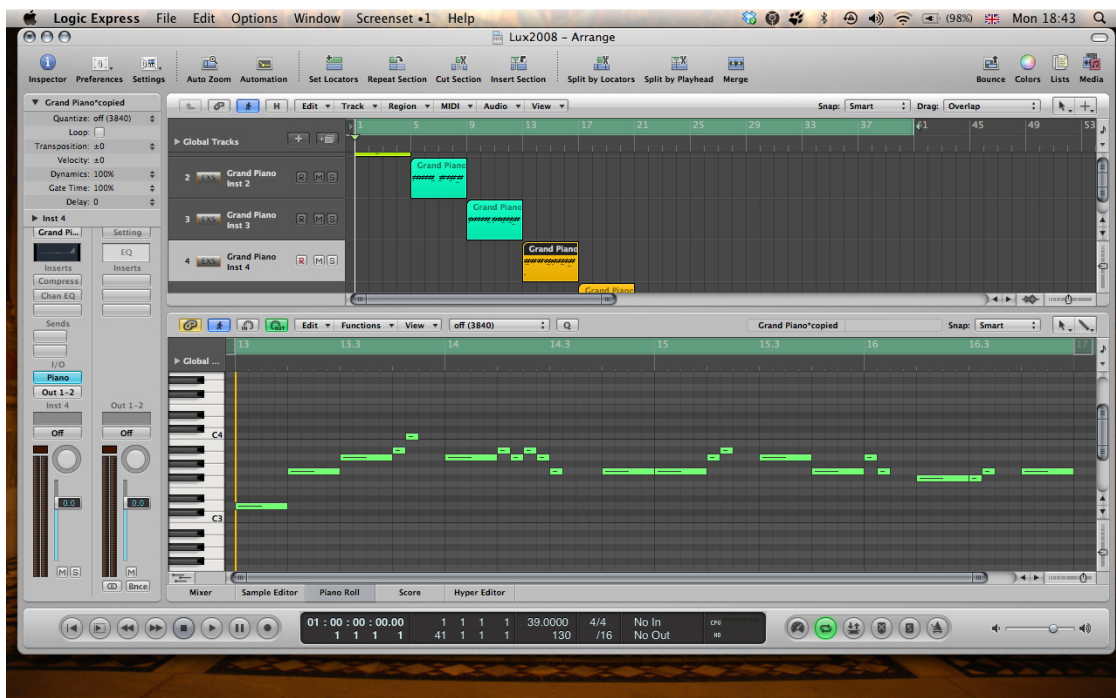 Logic Express File Edit Options Window Screenset •1 Help (98%) Mon 18:43
Lux2008 – Arrange
Inspector Preferences Settings Auto Zoom Automation Set Locators Repeat Section Cut Section Insert Section Split by Locators Split by Playhead Merge Bounce Colors Lists Media
Grand Piano*copied
Quantize: off (3840)
Loop:
Transposition: ±0
Velocity: ±0
Dynamics: 100%
Gate Time: 100%
Delay: 0
Inst 4
Grand Pi... Setting
EQ
Inserts Inserts
Compress
Chan EQ
Sends
I/O
Piano
Out 1-2
Inst 4 Out 1-2
Off Off
0.0 0.0
M S M
Bnce
H Edit Track Region MIDI Audio View Snap: Smart Drag: Overlap
Global Tracks
1 5 9 13 17 21 25 29 33 37 41 45 49 53
2 EXS Grand Piano R M S
Inst 2
Grand Piano
3 EXS Grand Piano R M S
Inst 3
Grand Piano
4 EXS Grand Piano R M S
Inst 4
Grand Piano
Grand Piano
IN OUT Edit Functions View off (3840) Q Grand Piano*copied Snap: Smart
13 13.3 14 14.3 15 15.3 16 16.3 17
Global ...
C4
C3
Mixer Sample Editor Piano Roll Score Hyper Editor
01 : 00 : 00 : 00.00 1 1 1 1 39.0000 4/4 No In CPU
1 1 1 1 41 1 1 1 130 /16 No Out HD